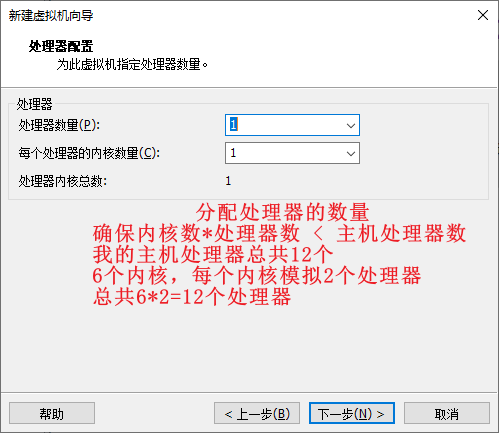 新建虚拟机向导
处理器配置
为此虚拟机指定处理器数量。
处理器
处理器数量(P): 1
每个处理器的内核数量(C): 1
处理器内核总数: 1
分配处理器的数量
确保内核数*处理器数 < 主机处理器数
我的主机处理器总共12个
6个内核，每个内核模拟2个处理器
总共6*2=12个处理器
帮助 < 上一步(B) 下一步(N) > 取消